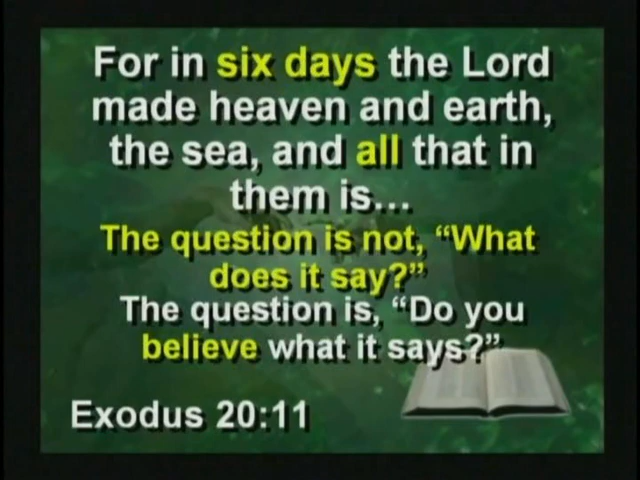 For in six days the Lord
made heaven and earth,
the sea, and all that in
them is...
The question is not, “What
does it say?”
The question is, “Do you
believe what it says?”
Exodus 20:11